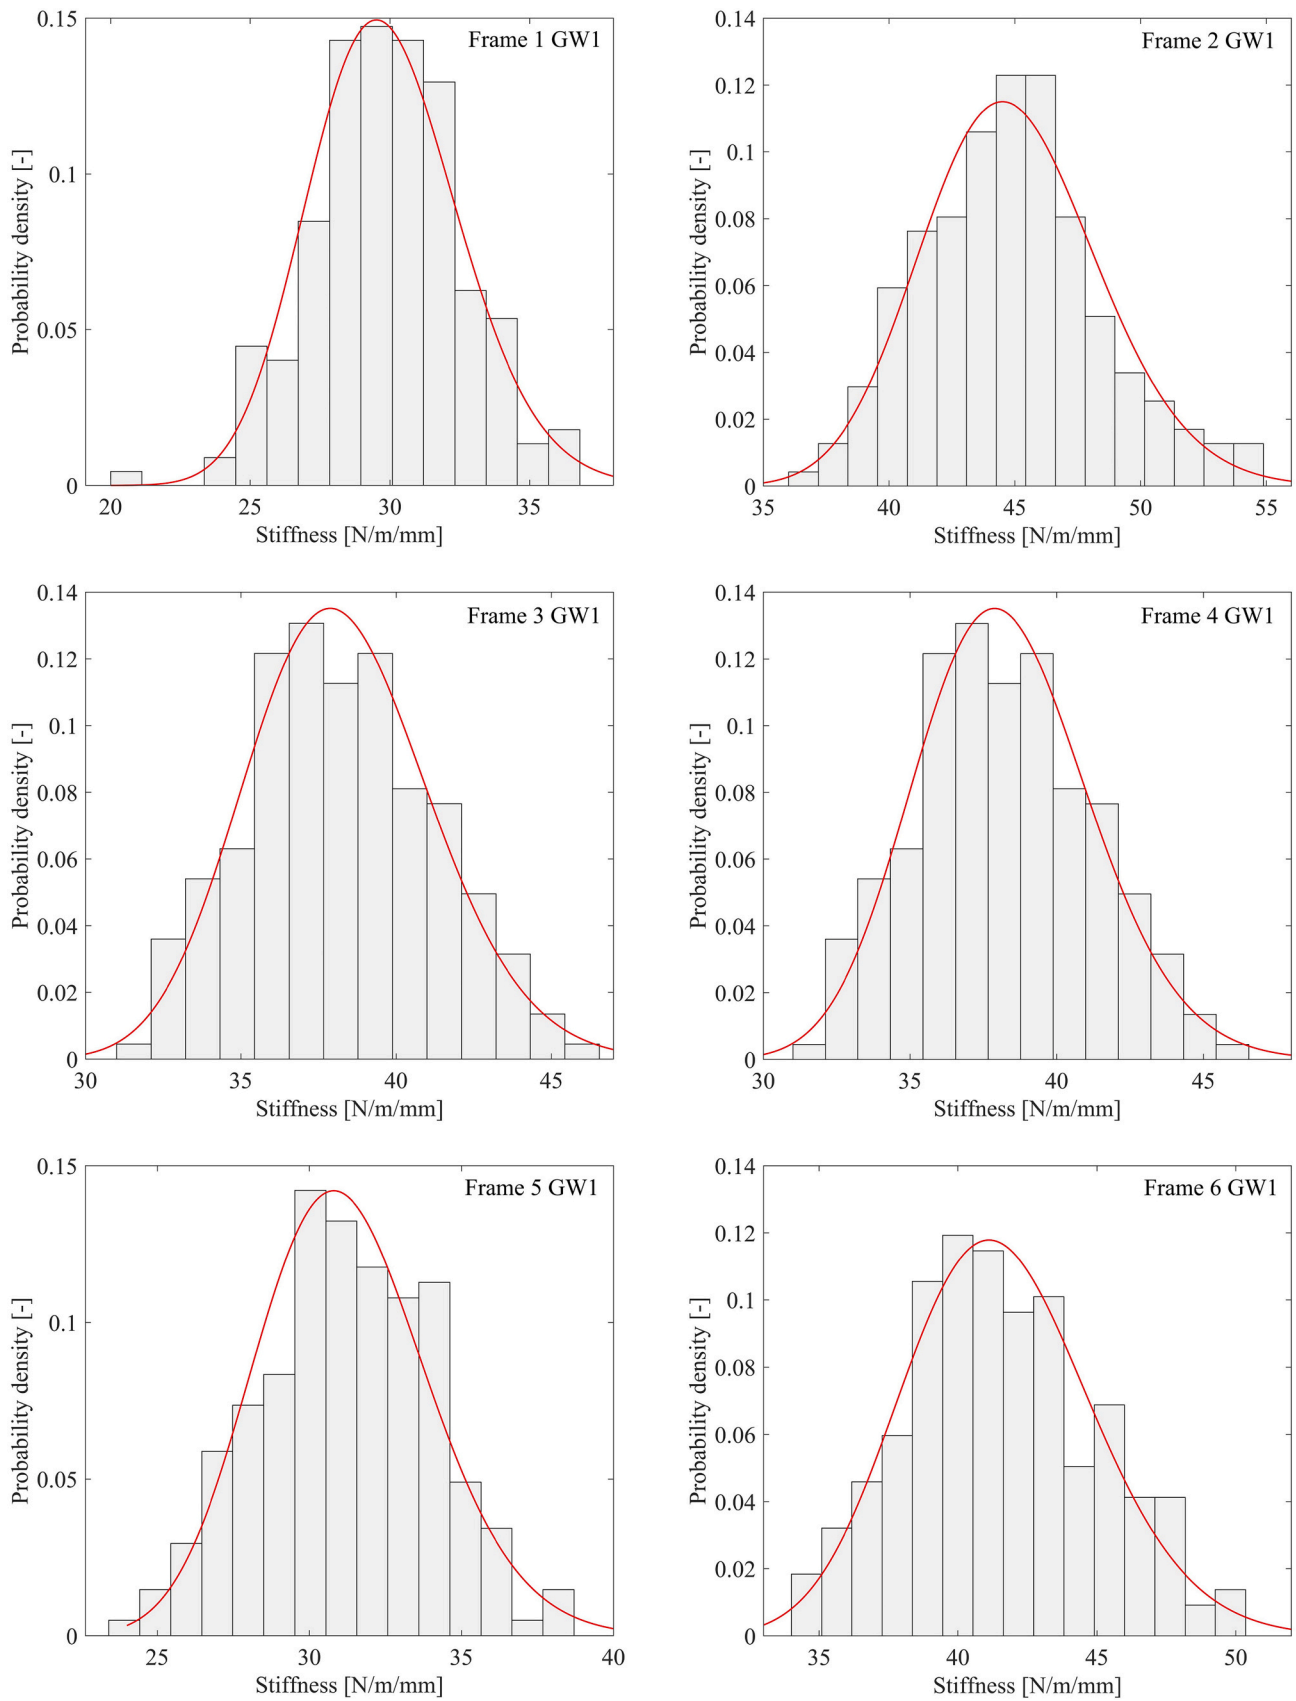 Frame 1 GW1
Probability density [-]
0.15
0.1
0.05
0
20 25 30 35
Stiffness [N/m/mm]
Frame 2 GW1
Probability density [-]
0.14
0.12
0.1
0.08
0.06
0.04
0.02
0
35 40 45 50 55
Stiffness [N/m/mm]
Frame 3 GW1
Probability density [-]
0.14
0.12
0.1
0.08
0.06
0.04
0.02
0
30 35 40 45
Stiffness [N/m/mm]
Frame 4 GW1
Probability density [-]
0.14
0.12
0.1
0.08
0.06
0.04
0.02
0
30 35 40 45
Stiffness [N/m/mm]
Frame 5 GW1
Probability density [-]
0.15
0.1
0.05
0
25 30 35 40
Stiffness [N/m/mm]
Frame 6 GW1
Probability density [-]
0.14
0.12
0.1
0.08
0.06
0.04
0.02
0
35 40 45 50
Stiffness [N/m/mm]